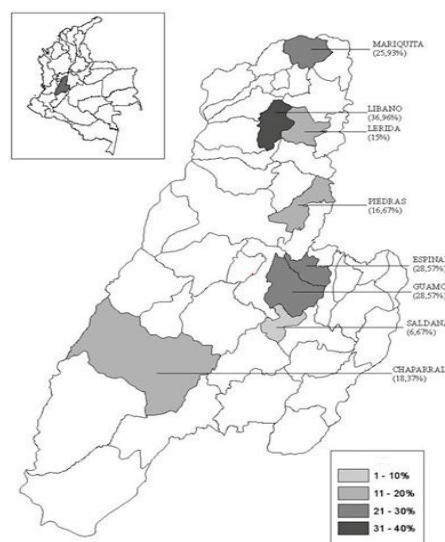 MARIQUITA
(25,93%)
LIBANO
(36,96%)
LERIDA
(15%)
PIEDRAS
(16,67%)
ESPINAL
(28,57%)
GUAMO
(28,57%)
SALDAÑA
(6,67%)
CHAPARRAL
(18,37%)
1 - 10%
11 - 20%
21 - 30%
31 - 40%